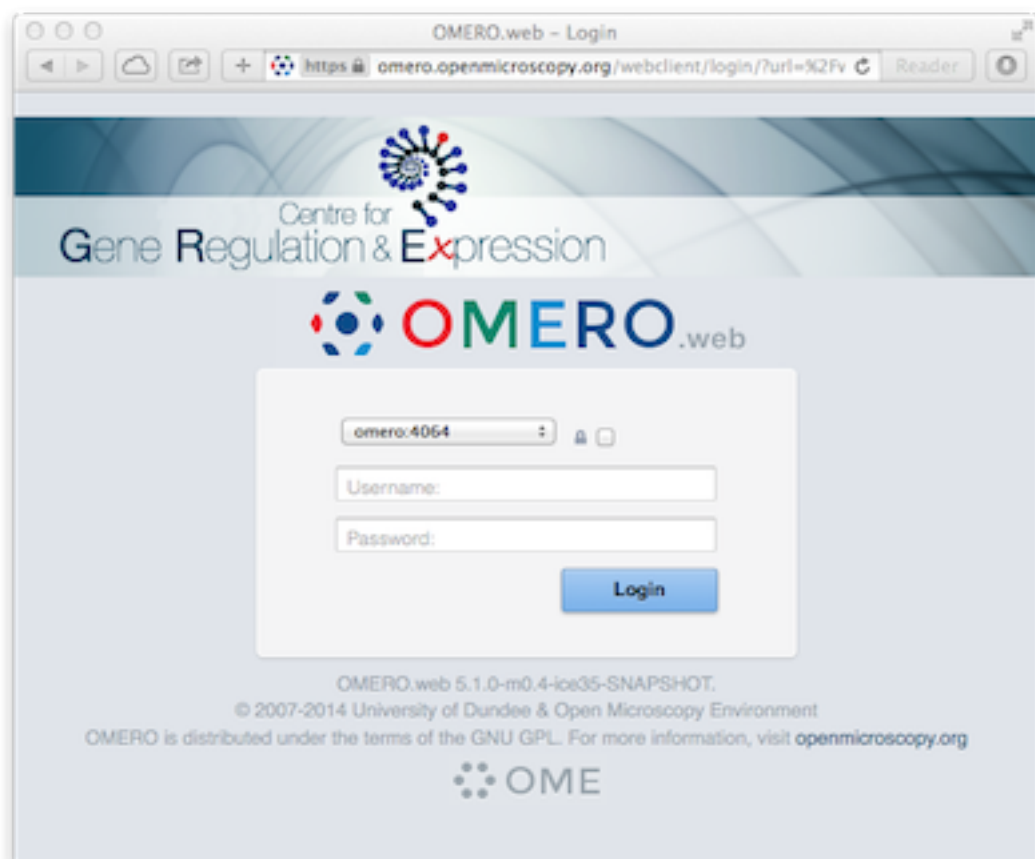 OMERO.web – Login
https omero.openmicroscopy.org/webclient/login/?url=%2Fv Reader
Centre for
Gene Regulation & Expression
OMERO.web
omero:4064
Username:
Password:
Login
OMERO.web 5.1.0-m0.4-ice35-SNAPSHOT.
© 2007-2014 University of Dundee & Open Microscopy Environment
OMERO is distributed under the terms of the GNU GPL. For more information, visit openmicroscopy.org
OME